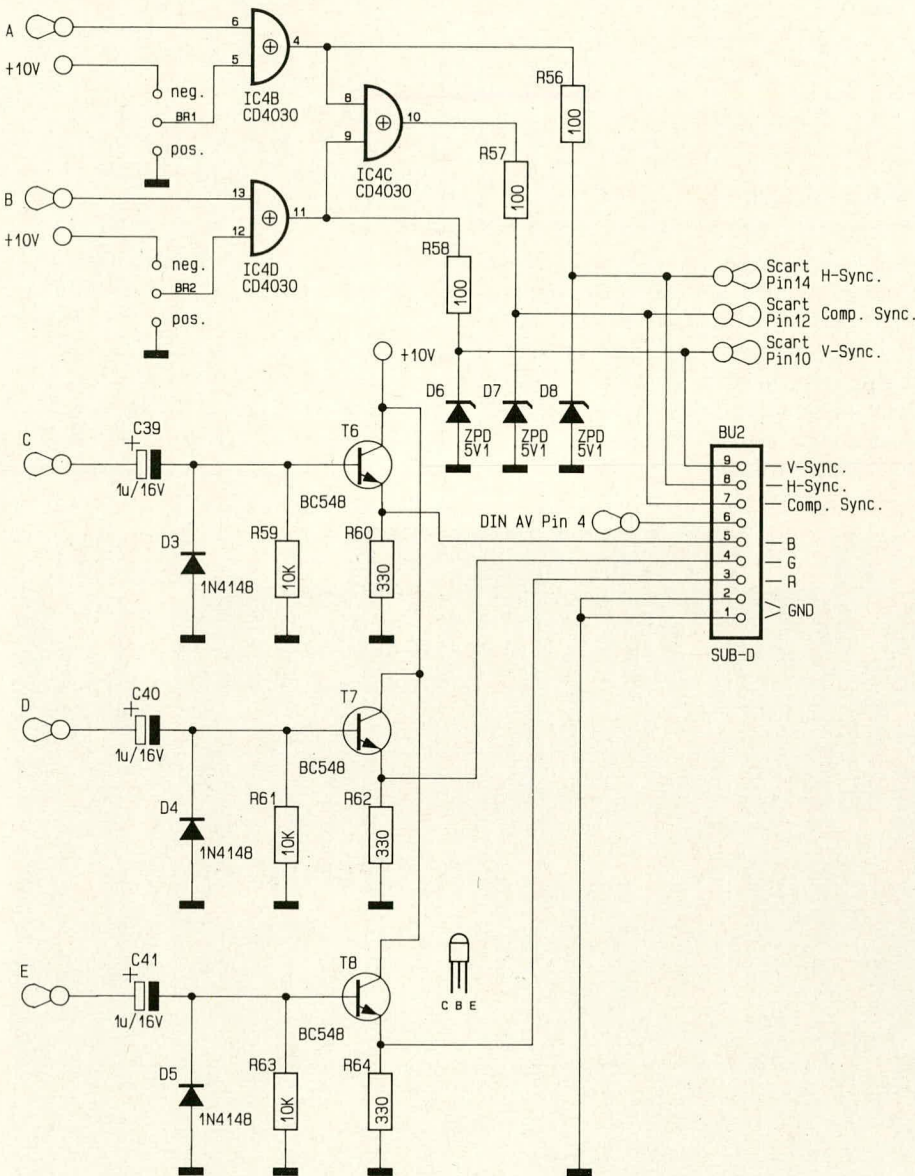 A
6
4
5
+10V
neg.
BR1
pos.
IC4B
CD4030
R56
100
8
9
10
IC4C
CD4030
R57
100
B
13
11
12
+10V
neg.
BR2
pos.
IC4D
CD4030
R58
100
Scart
Pin14 H-Sync.
Scart
Pin12 Comp. Sync.
Scart
Pin10 V-Sync.
+10V
D6
ZPD
5V1
D7
ZPD
5V1
D8
ZPD
5V1
C
C39
+
1u/16V
T6
BC548
D3
1N4148
R59
10K
R60
330
BU2
9 V-Sync.
8 H-Sync.
7 Comp. Sync.
DIN AV Pin 4 6
5 B
4 G
3 R
2
1
GND
SUB-D
D
C40
+
1u/16V
T7
BC548
D4
1N4148
R61
10K
R62
330
E
C41
+
1u/16V
T8
BC548
C B E
D5
1N4148
R63
10K
R64
330